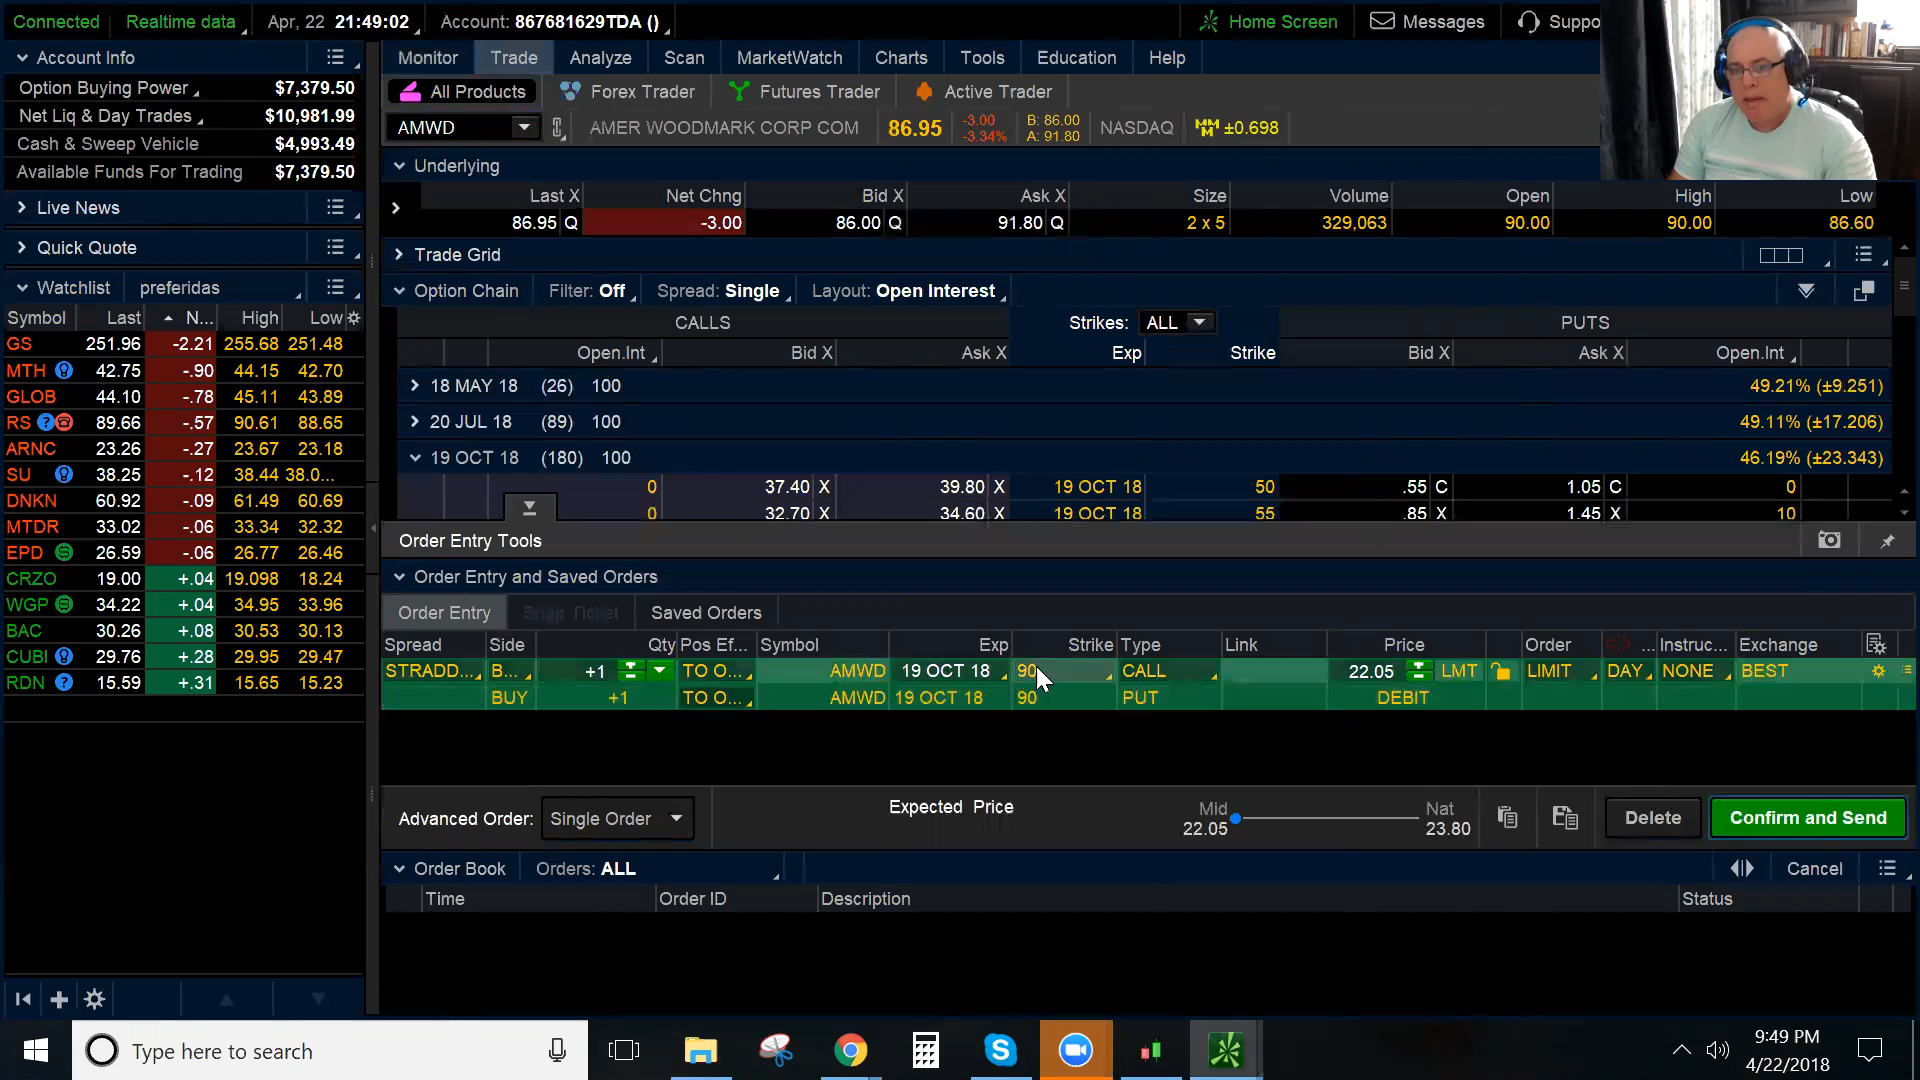 Connected Realtime data Apr, 22 21:49:02 Account: 867681629TDA () Home Screen Messages Suppo
Account Info
Option Buying Power $7,379.50
Net Liq & Day Trades $10,981.99
Cash & Sweep Vehicle $4,993.49
Available Funds For Trading $7,379.50
Live News
Quick Quote
Watchlist preferidas
Symbol Last N... High Low
GS 251.96 -2.21 255.68 251.48
MTH 42.75 -.90 44.15 42.70
GLOB 44.10 -.78 45.11 43.89
RS 89.66 -.57 90.61 88.65
ARNC 23.26 -.27 23.67 23.18
SU 38.25 -.12 38.44 38.0...
DNKN 60.92 -.09 61.49 60.69
MTDR 33.02 -.06 33.34 32.32
EPD 26.59 -.06 26.77 26.46
CRZO 19.00 +.04 19.098 18.24
WGP 34.22 +.04 34.95 33.96
BAC 30.26 +.08 30.53 30.13
CUBI 29.76 +.28 29.95 29.47
RDN 15.59 +.31 15.65 15.23
Monitor Trade Analyze Scan MarketWatch Charts Tools Education Help
All Products Forex Trader Futures Trader Active Trader
AMWD AMER WOODMARK CORP COM 86.95 -3.00 -3.34% B: 86.00 A: 91.80 NASDAQ ±0.698
Underlying
Last X Net Chng Bid X Ask X Size Volume Open High Low
86.95 Q -3.00 86.00 Q 91.80 Q 2 x 5 329,063 90.00 90.00 86.60
Trade Grid
Option Chain Filter: Off Spread: Single Layout: Open Interest
CALLS Strikes: ALL PUTS
Open.Int Bid X Ask X Exp Strike Bid X Ask X Open.Int
18 MAY 18 (26) 100 49.21% (±9.251)
20 JUL 18 (89) 100 49.11% (±17.206)
19 OCT 18 (180) 100 46.19% (±23.343)
0 37.40 X 39.80 X 19 OCT 18 50 .55 C 1.05 C 0
0 32.70 X 34.60 X 19 OCT 18 55 .85 X 1.45 X 10
Order Entry Tools
Order Entry and Saved Orders
Order Entry Snap Ticket Saved Orders
Spread Side Qty Pos Ef... Symbol Exp Strike Type Link Price Order ... Instruc... Exchange
STRADD... B... +1 TO O... AMWD 19 OCT 18 90 CALL 22.05 LMT LIMIT DAY NONE BEST
BUY +1 TO O... AMWD 19 OCT 18 90 PUT DEBIT
Advanced Order: Single Order Expected Price Mid 22.05 Nat 23.80 Delete Confirm and Send
Order Book Orders: ALL Cancel
Time Order ID Description Status
Type here to search
9:49 PM
4/22/2018